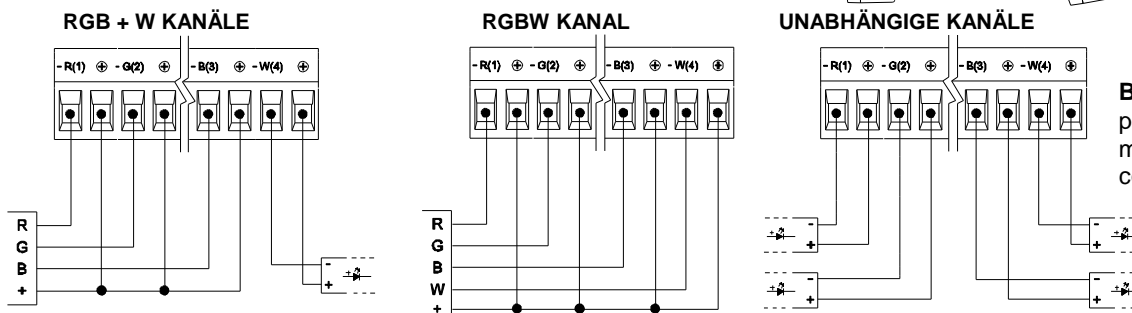 RGB + W KANÄLE
- R(1) ⊕ - G(2) ⊕ - B(3) ⊕ - W(4) ⊕
R
G
B
+
-
+
+
RGBW KANAL
- R(1) ⊕ - G(2) ⊕ - B(3) ⊕ - W(4) ⊕
R
G
B
W
+
UNABHÄNGIGE KANÄLE
- R(1) ⊕ - G(2) ⊕ - B(3) ⊕ - W(4) ⊕
+ - - +
+ + + +
+ - - +
+ + + +